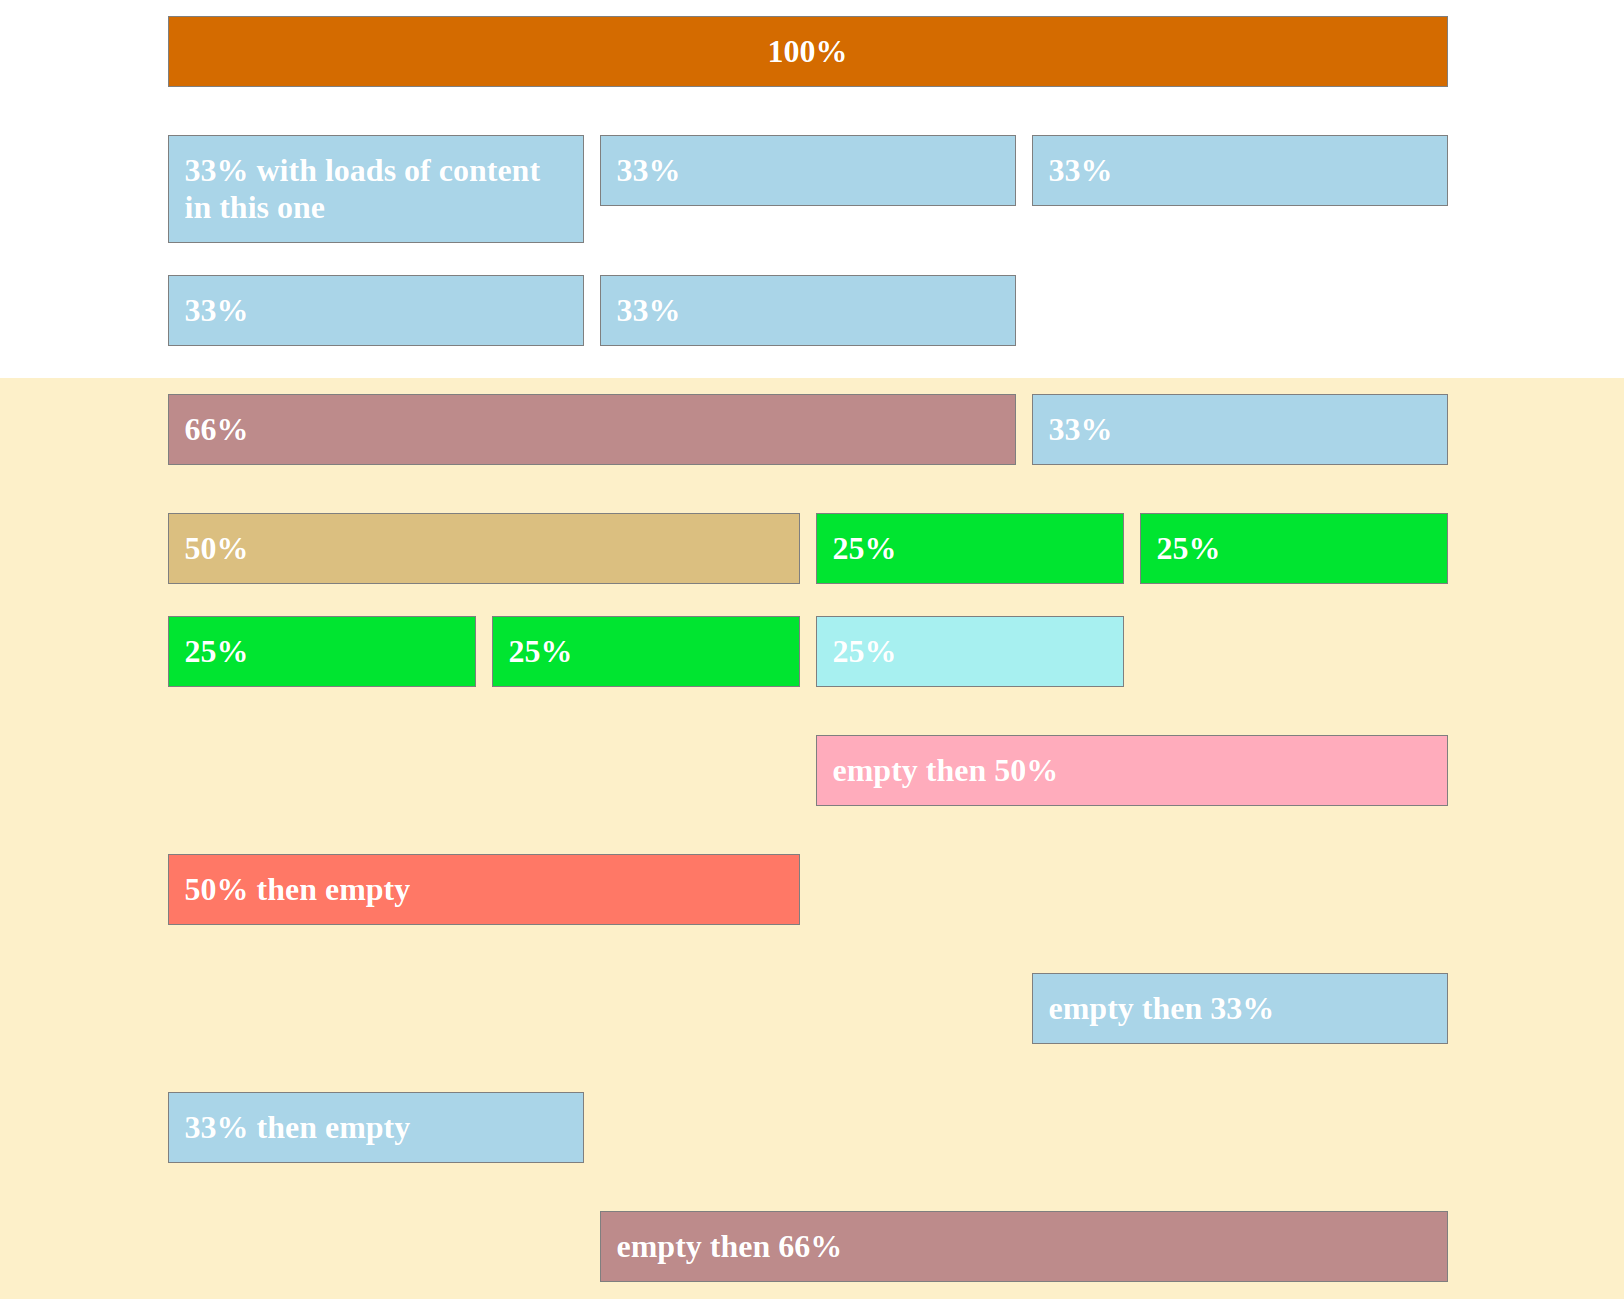 100%
33% with loads of content
in this one
33%
33%
33%
33%
66%
33%
50%
25%
25%
25%
25%
25%
empty then 50%
50% then empty
empty then 33%
33% then empty
empty then 66%